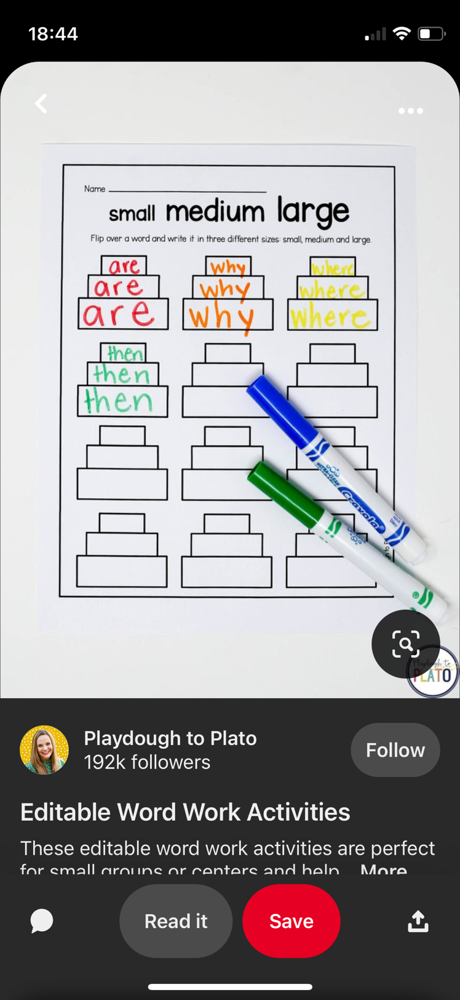 18:44
Name
small medium large
Flip over a word and write it in three different sizes: small, medium and large.
are why where
are why where
are why where
then
then
then
ULTRA-CLEAN
Crayola®
Playdough to
PLATO
Playdough to Plato
192k followers
Follow
Editable Word Work Activities
These editable word work activities are perfect
for small groups or centers and help... More
Read it
Save